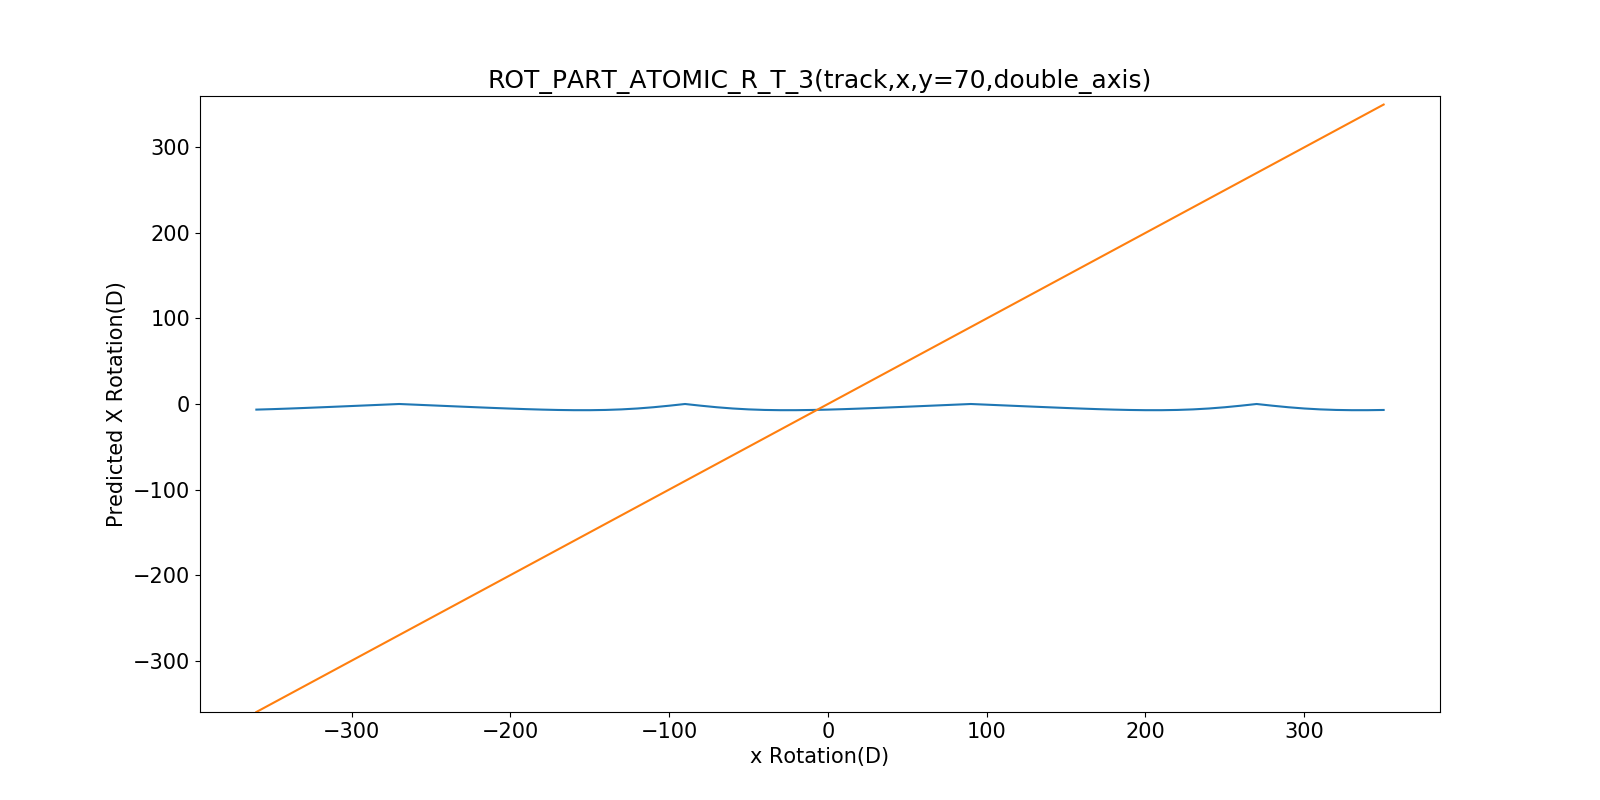 ROT_PART_ATOMIC_R_T_3(track,x,y=70,double_axis)
300
200
100
0
−100
−200
−300
Predicted X Rotation(D)
−300 −200 −100 0 100 200 300
x Rotation(D)